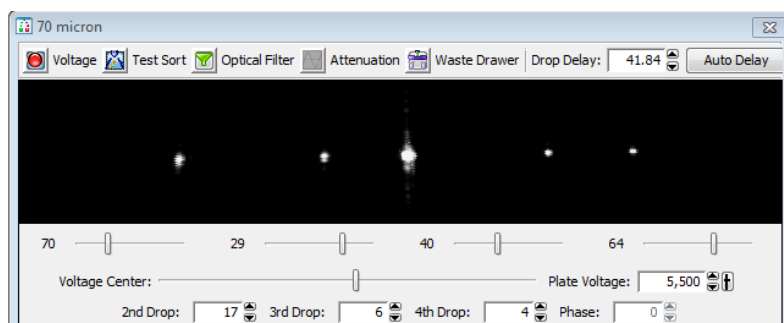 70 micron
Voltage Test Sort Optical Filter Attenuation Waste Drawer Drop Delay: 41.84 Auto Delay
70 29 40 64
Voltage Center: Plate Voltage: 5,500
2nd Drop: 17 3rd Drop: 6 4th Drop: 4 Phase: 0